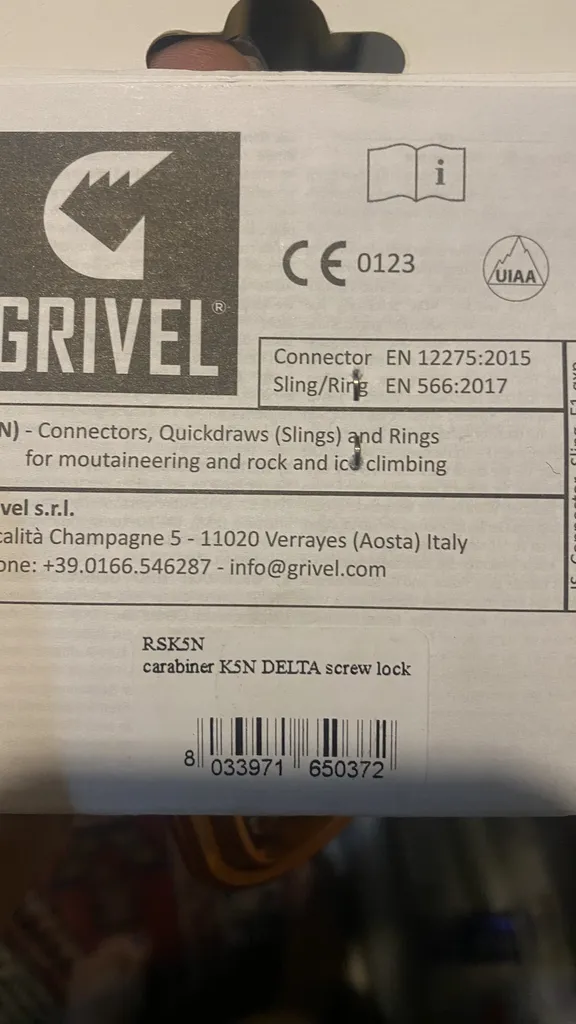 i
CE 0123
UIAA
GRIVEL®
Connector EN 12275:2015
Sling/Ring EN 566:2017
N) - Connectors, Quickdraws (Slings) and Rings
for moutaineering and rock and ice climbing
vel s.r.l.
calità Champagne 5 - 11020 Verrayes (Aosta) Italy
one: +39.0166.546287 - info@grivel.com
RSK5N
carabiner K5N DELTA screw lock
8 033971 650372